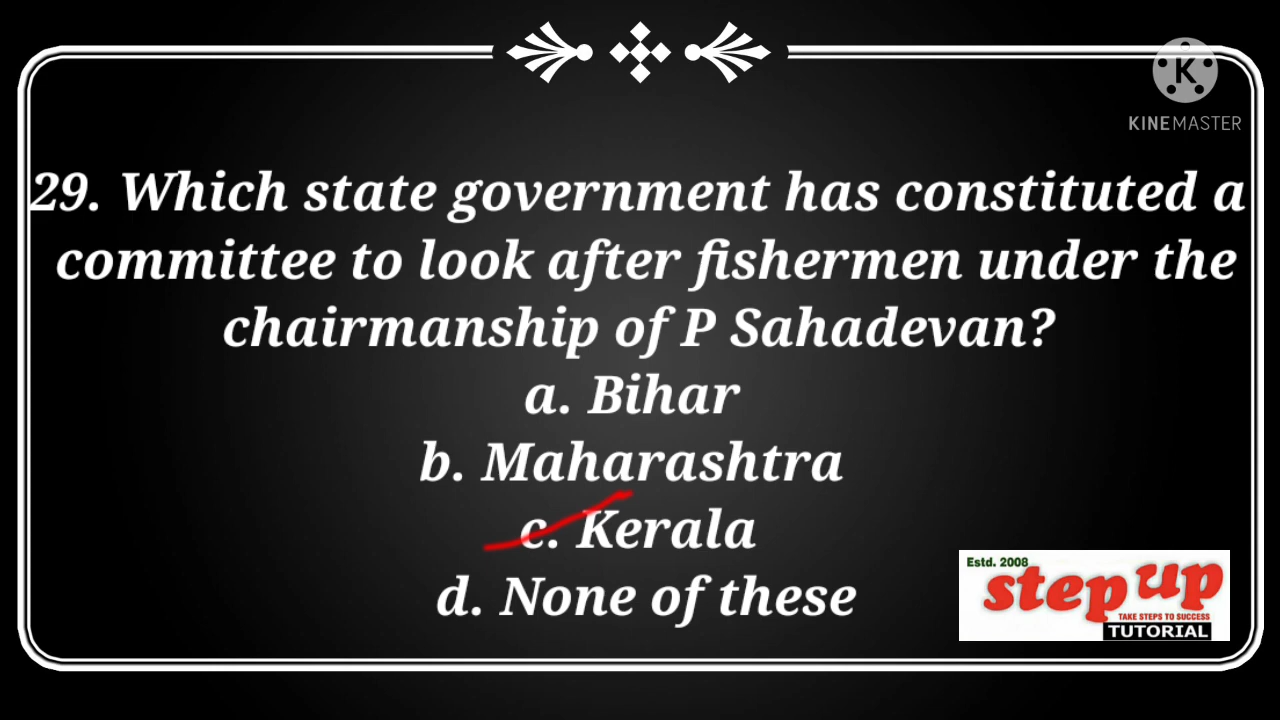 K
KINEMASTER
29. Which state government has constituted a
committee to look after fishermen under the
chairmanship of P Sahadevan?
a. Bihar
b. Maharashtra
c. Kerala
d. None of these
Estd. 2008
step up
TAKE STEPS TO SUCCESS
TUTORIAL